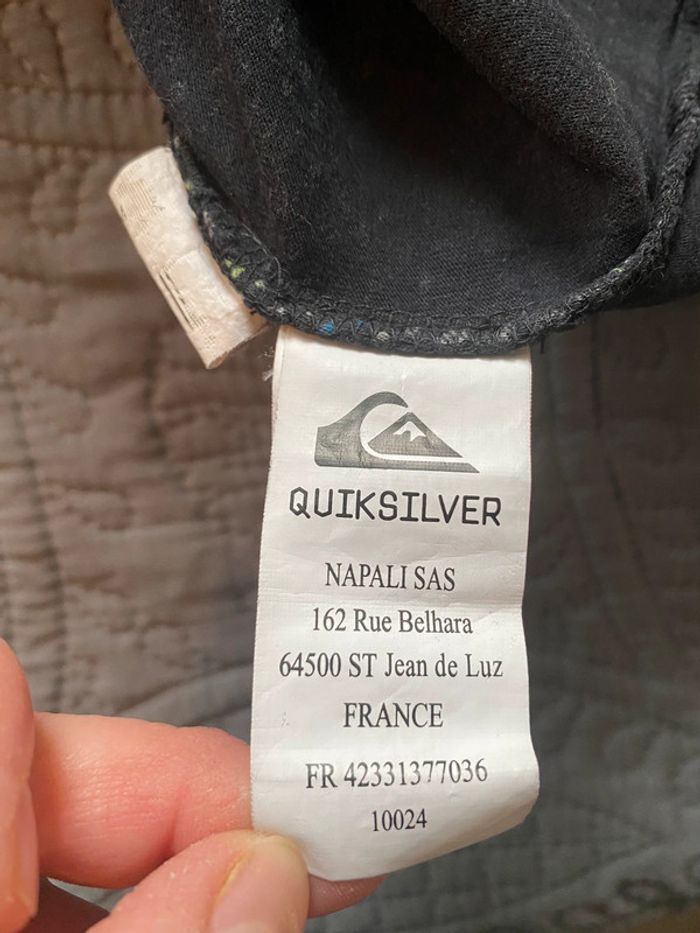 QUIKSILVER
NAPALI SAS
162 Rue Belhara
64500 ST Jean de Luz
FRANCE
FR 42331377036
10024